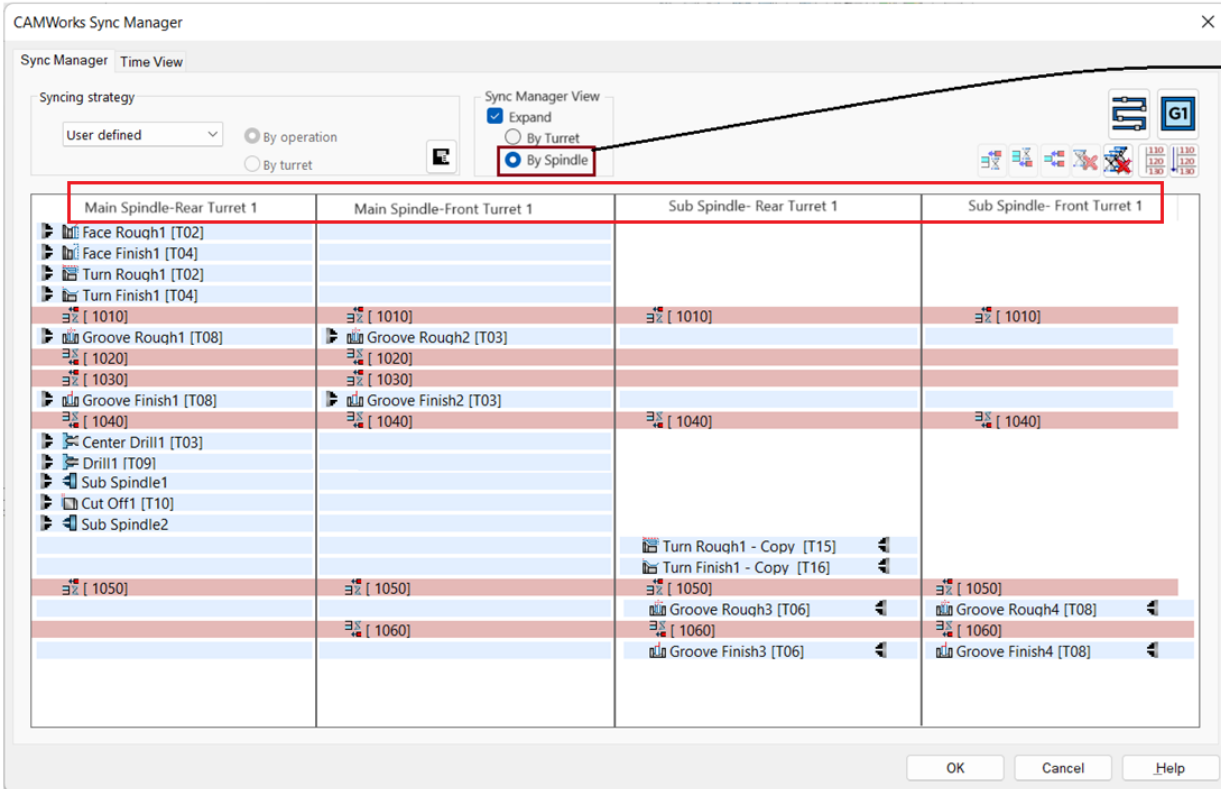 CAMWorks Sync Manager
Sync Manager Time View
Syncing strategy
User defined
By operation
By turret
Sync Manager View
Expand
By Turret
By Spindle
G1
110 110
120 120
130 130
Main Spindle-Rear Turret 1 Main Spindle-Front Turret 1 Sub Spindle- Rear Turret 1 Sub Spindle- Front Turret 1
Face Rough1 [T02]
Face Finish1 [T04]
Turn Rough1 [T02]
Turn Finish1 [T04]
[ 1010] [ 1010] [ 1010] [ 1010]
Groove Rough1 [T08] Groove Rough2 [T03]
[ 1020] [ 1020]
[ 1030] [ 1030]
Groove Finish1 [T08] Groove Finish2 [T03]
[ 1040] [ 1040] [ 1040] [ 1040]
Center Drill1 [T03]
Drill1 [T09]
Sub Spindle1
Cut Off1 [T10]
Sub Spindle2
Turn Rough1 - Copy [T15]
Turn Finish1 - Copy [T16]
[ 1050] [ 1050] [ 1050] [ 1050]
Groove Rough3 [T06] Groove Rough4 [T08]
[ 1060] [ 1060] [ 1060]
Groove Finish3 [T06] Groove Finish4 [T08]
OK Cancel Help